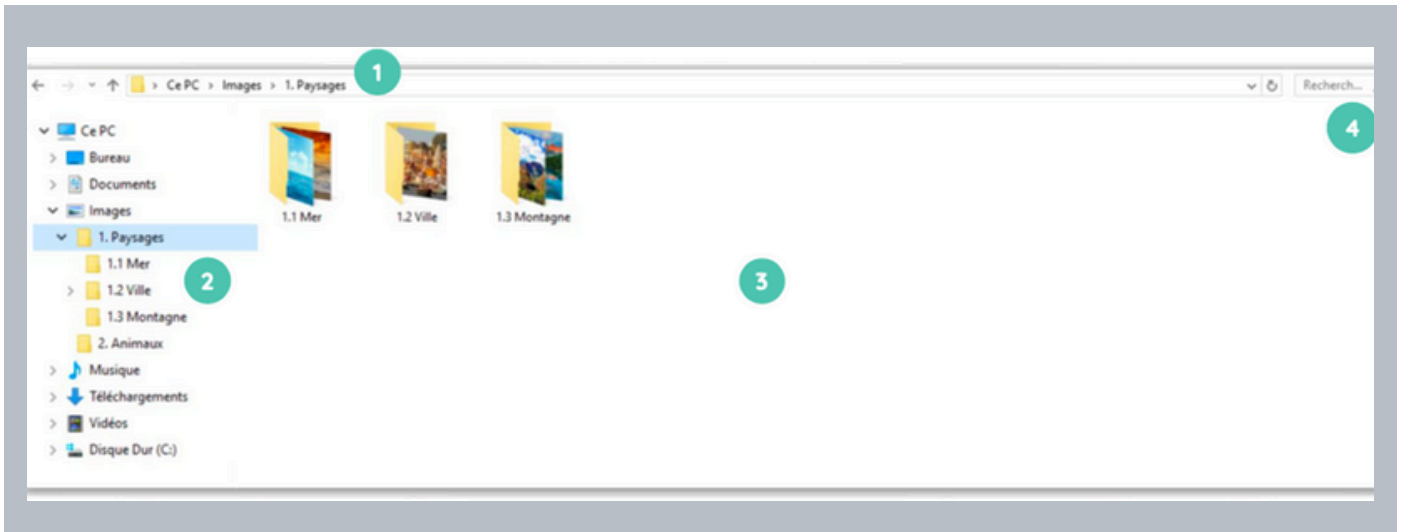 1
Ce PC > Images > 1. Paysages
Recherch...
4
Ce PC
Bureau
Documents
Images
1. Paysages
1.1 Mer
1.2 Ville
1.3 Montagne
2. Animaux
Musique
Téléchargements
Vidéos
Disque Dur (C:)
2
1.1 Mer 1.2 Ville 1.3 Montagne
3